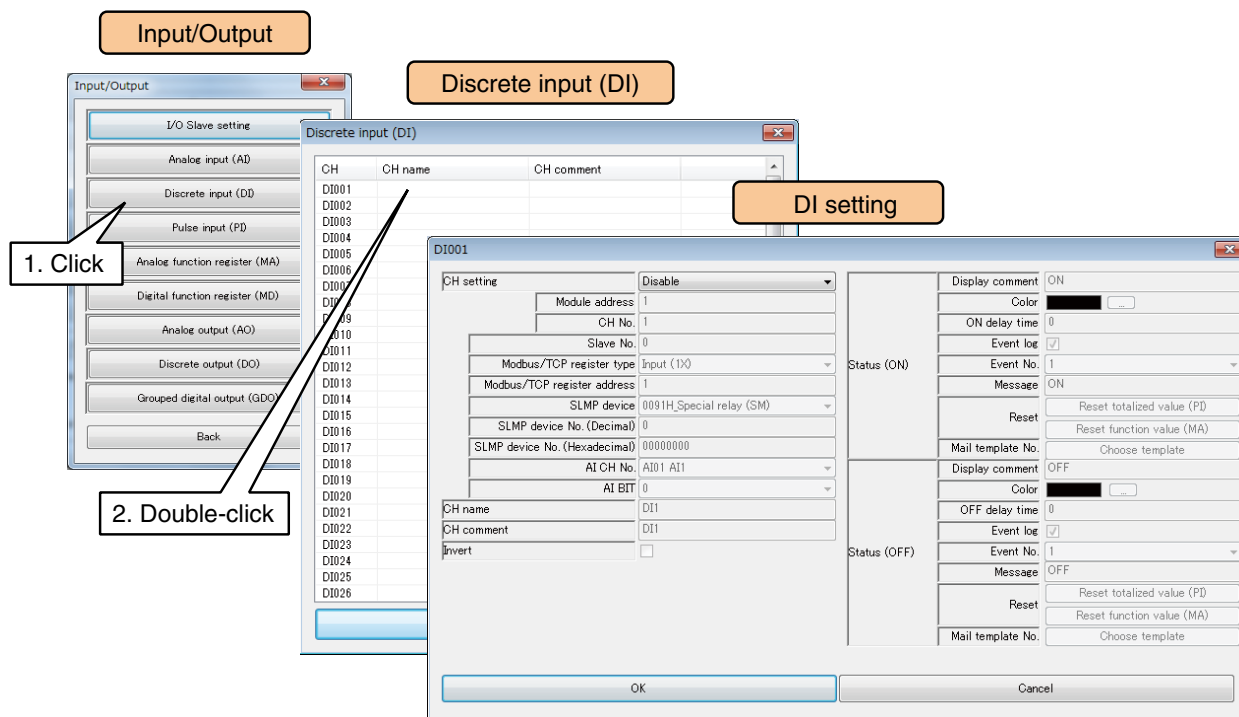 Input/Output
Input/Output
I/O Slave setting
Analog input (AI)
Discrete input (DI)
Pulse input (PI)
Analog function register (MA)
Digital function register (MD)
Analog output (AO)
Discrete output (DO)
Grouped digital output (GDO)
Back
1. Click
Discrete input (DI)
Discrete input (DI)
CH CH name CH comment
DI001
DI002
DI003
DI004
DI005
DI006
DI007
DI009
DI010
DI011
DI012
DI013
DI014
DI015
DI016
DI017
DI018
DI019
DI020
DI021
DI022
DI023
DI024
DI025
DI026
2. Double-click
DI setting
DI001
CH setting Disable
Module address 1
CH No. 1
Slave No. 0
Modbus/TCP register type Input (1X)
Modbus/TCP register address 1
SLMP device 0091H_Special relay (SM)
SLMP device No. (Decimal) 0
SLMP device No. (Hexadecimal) 00000000
AI CH No. AI01 AI1
AI BIT 0
CH name DI1
CH comment DI1
Invert
Status (ON)
Display comment ON
Color ...
ON delay time 0
Event log
Event No. 1
Message ON
Reset
Reset totalized value (PI)
Reset function value (MA)
Mail template No. Choose template
Status (OFF)
Display comment OFF
Color ...
OFF delay time 0
Event log
Event No. 1
Message OFF
Reset
Reset totalized value (PI)
Reset function value (MA)
Mail template No. Choose template
OK
Cancel